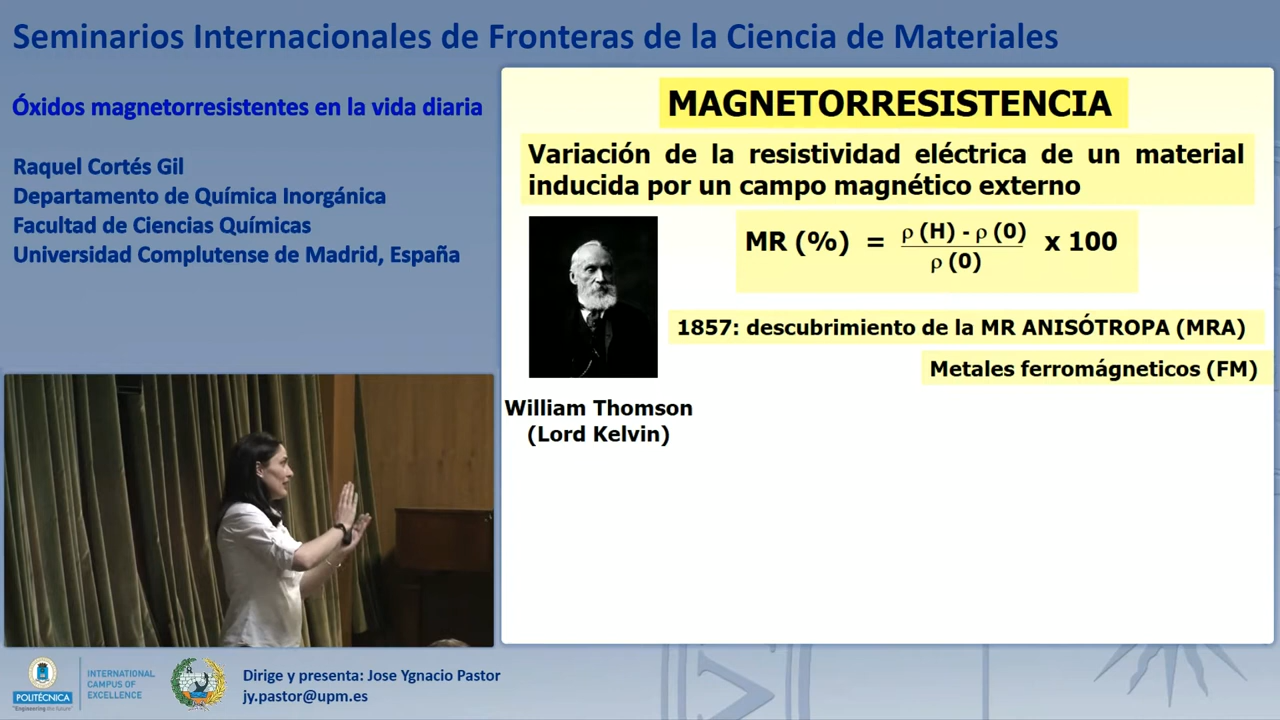 Seminarios Internacionales de Fronteras de la Ciencia de Materiales
Óxidos magnetorresistentes en la vida diaria
Raquel Cortés Gil
Departamento de Química Inorgánica
Facultad de Ciencias Químicas
Universidad Complutense de Madrid, España
MAGNETORRESISTENCIA
Variación de la resistividad eléctrica de un material
inducida por un campo magnético externo
MR (%) = ρ (H) - ρ (0) / ρ (0) x 100
1857: descubrimiento de la MR ANISÓTROPA (MRA)
Metales ferromágneticos (FM)
William Thomson
(Lord Kelvin)
POLITÉCNICA
"Engineering the future"
INTERNATIONAL
CAMPUS OF
EXCELLENCE
Dirige y presenta: Jose Ygnacio Pastor
jy.pastor@upm.es